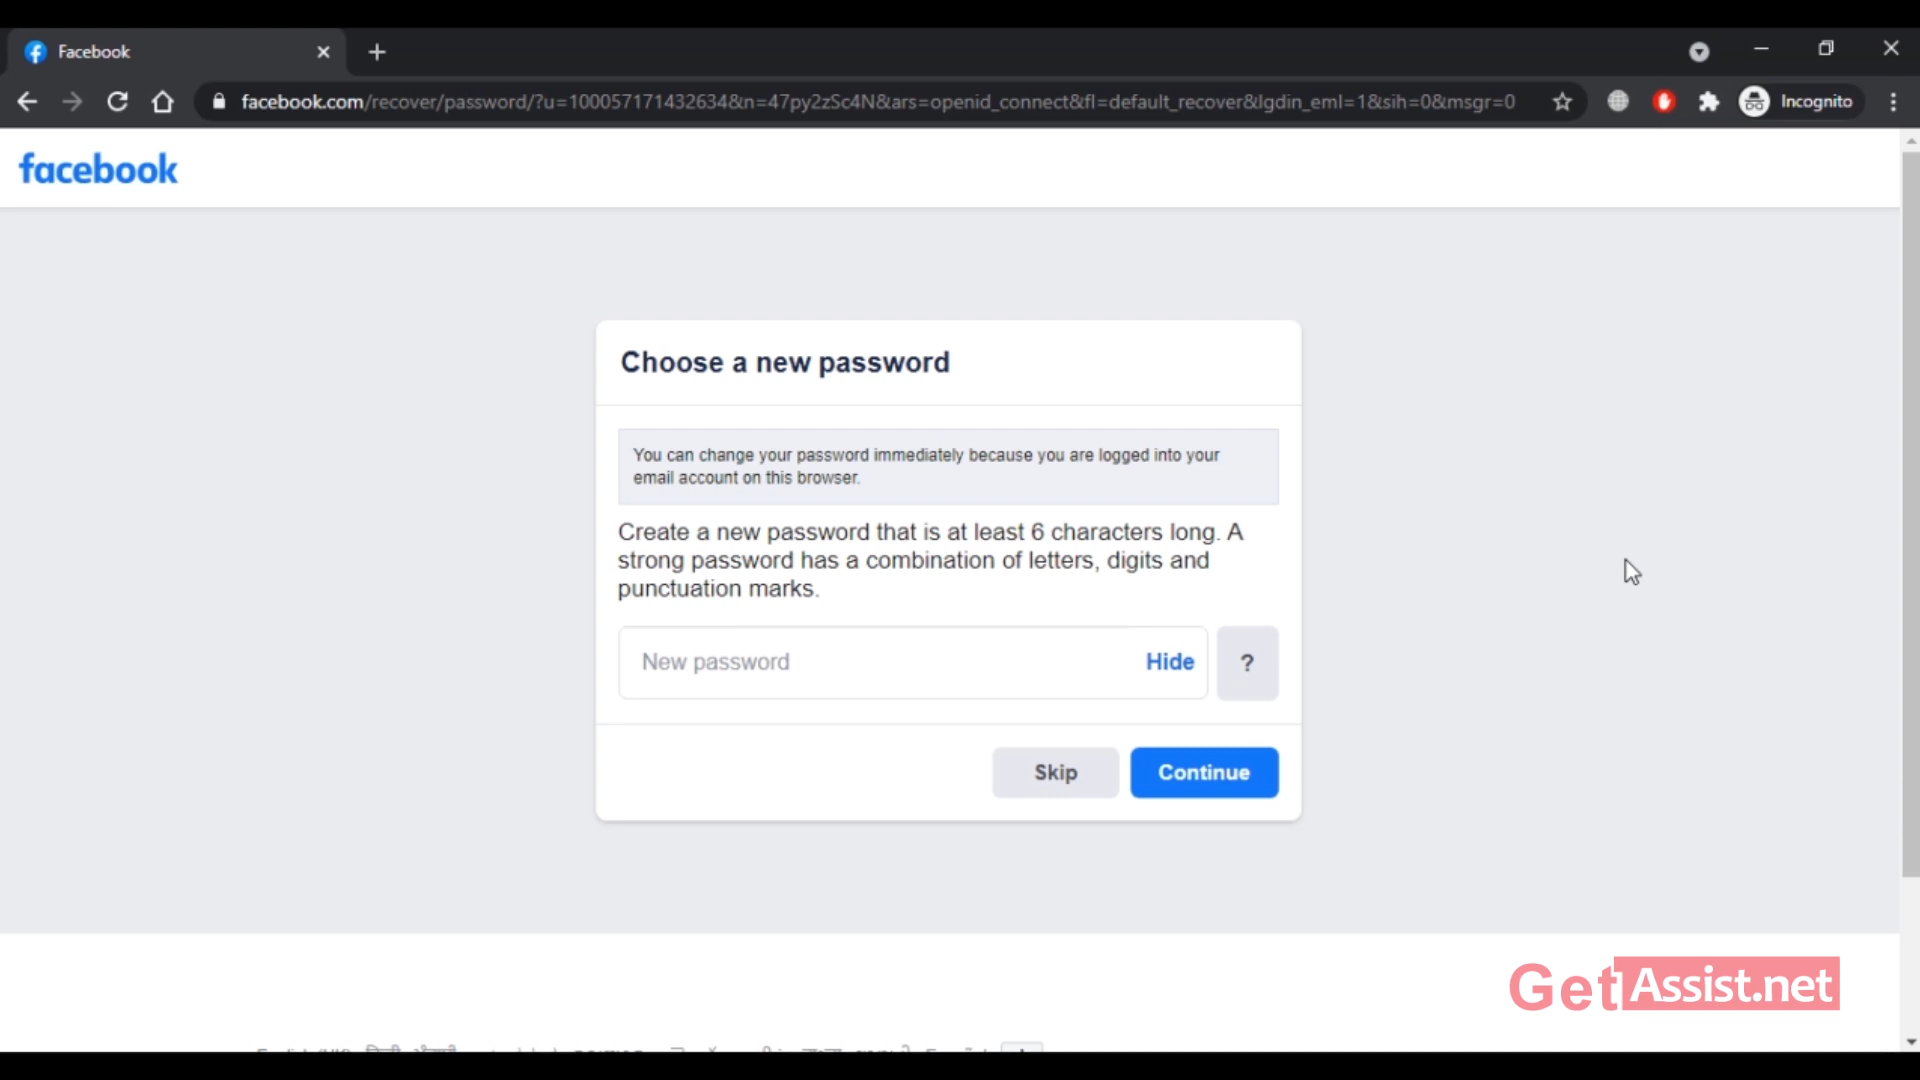 Facebook
facebook.com/recover/password/?u=100057171432634&n=47py2zSc4N&ars=openid_connect&fl=default_recover&lgdin_eml=1&sih=0&msgr=0
Incognito
facebook
Choose a new password
You can change your password immediately because you are logged into your
email account on this browser.
Create a new password that is at least 6 characters long. A
strong password has a combination of letters, digits and
punctuation marks.
New password
Hide
?
Skip
Continue
GetAssist.net